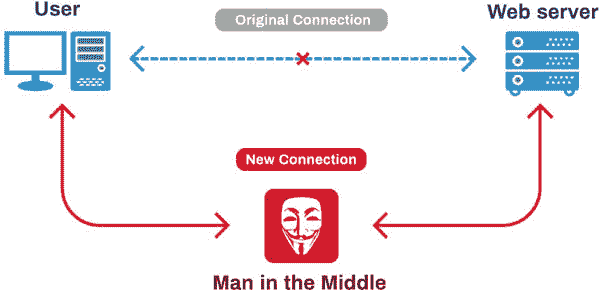 User
Original Connection
Web server
New Connection
Man in the Middle